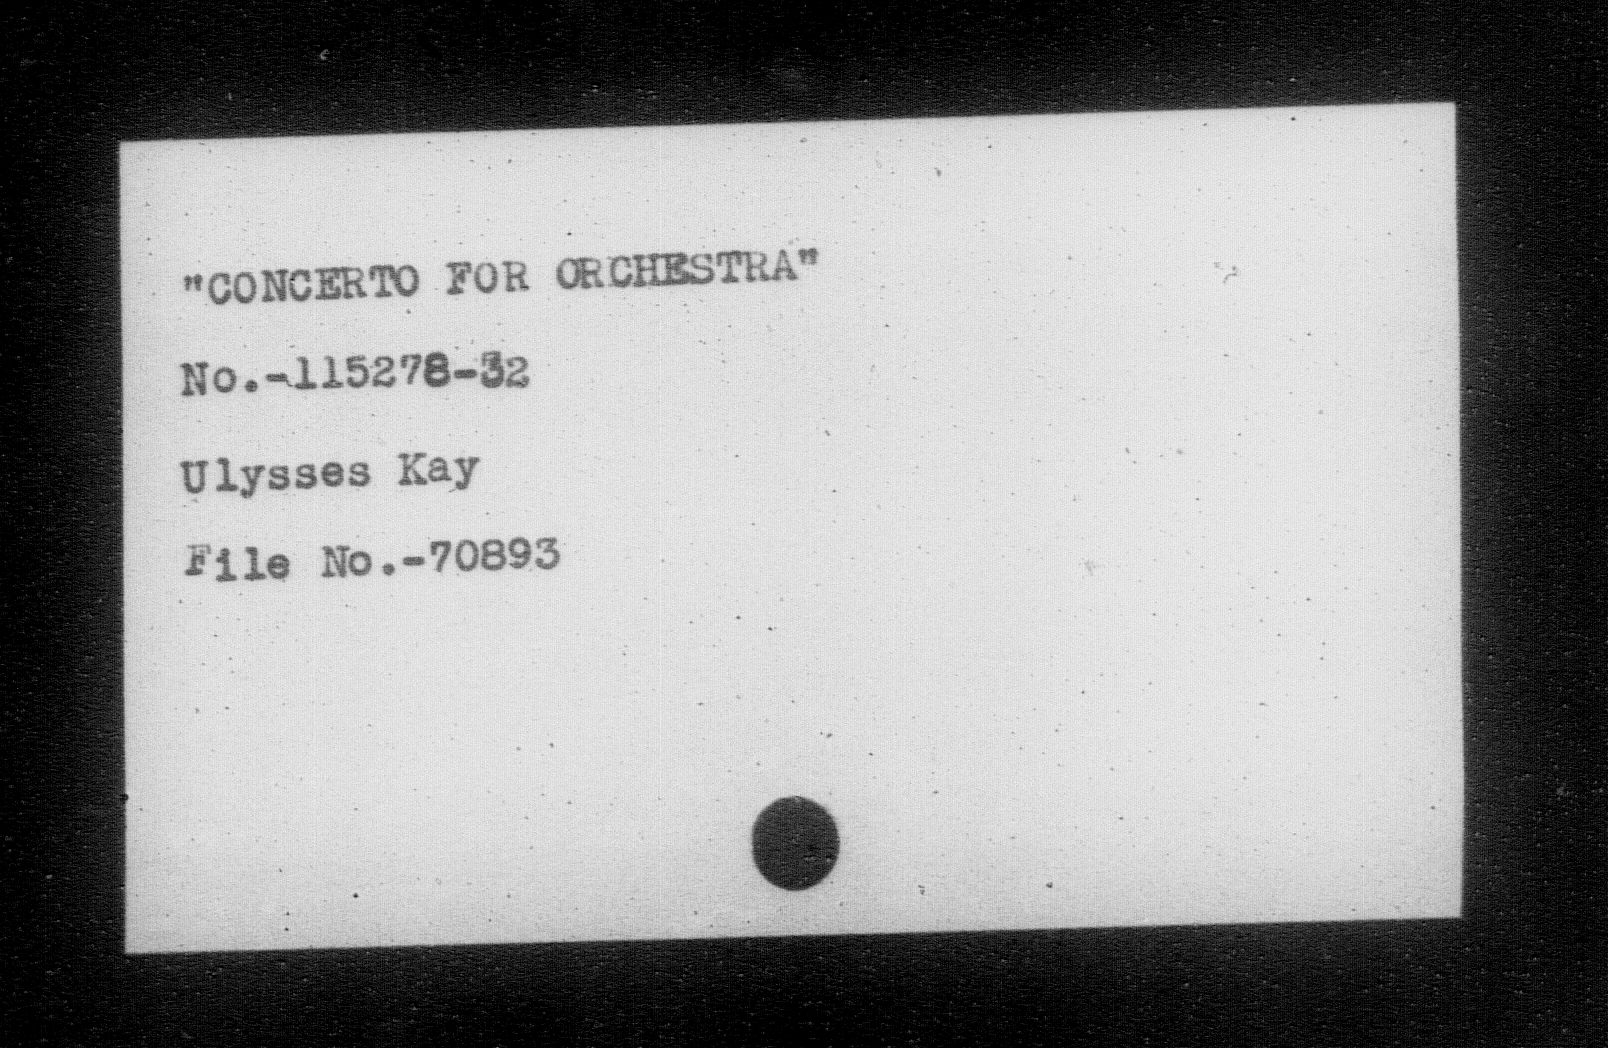 "CONCERTO FOR ORCHESTRA"
No.-115278-32
Ulysses Kay
File No.-70893